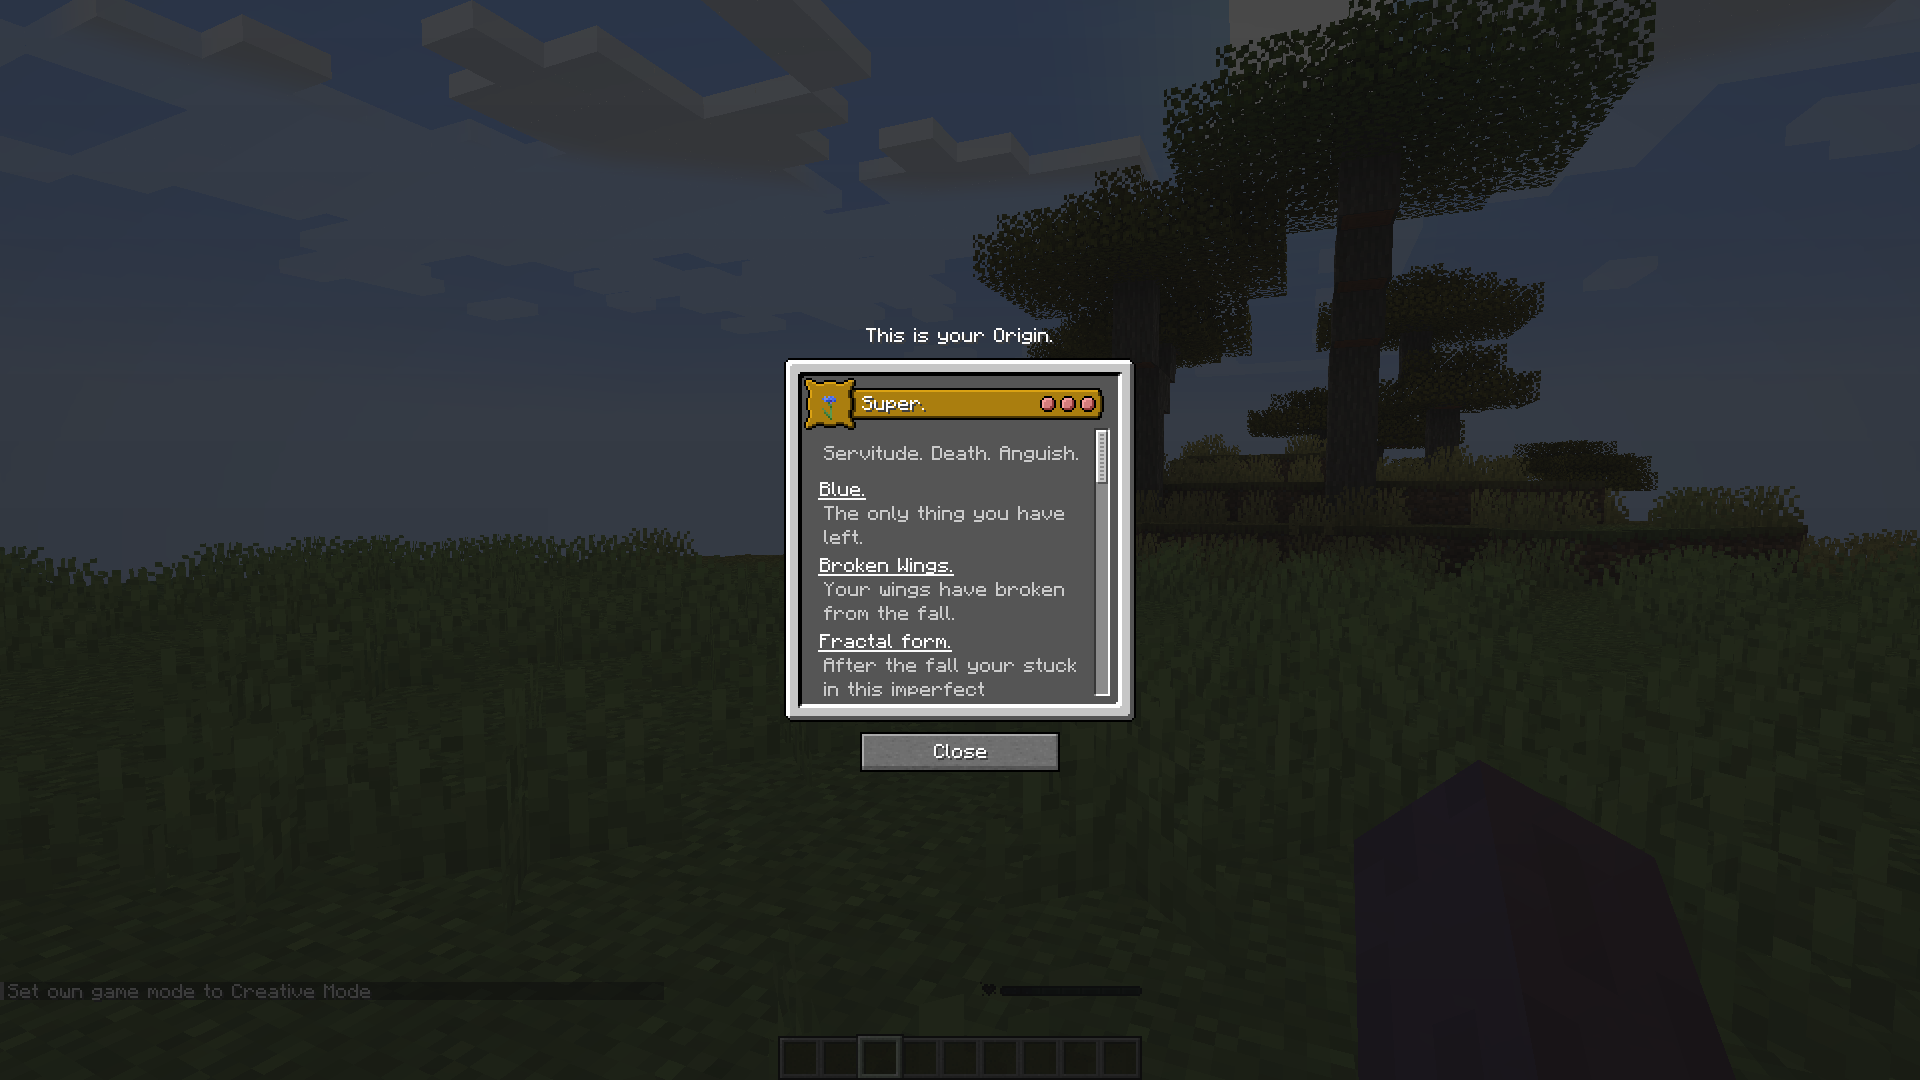 This is your Origin.
Super.
Servitude. Death. Anguish.
Blue.
The only thing you have
left.
Broken Wings.
Your wings have broken
from the fall.
Fractal form.
After the fall your stuck
in this imperfect
Close
Set own game mode to Creative Mode